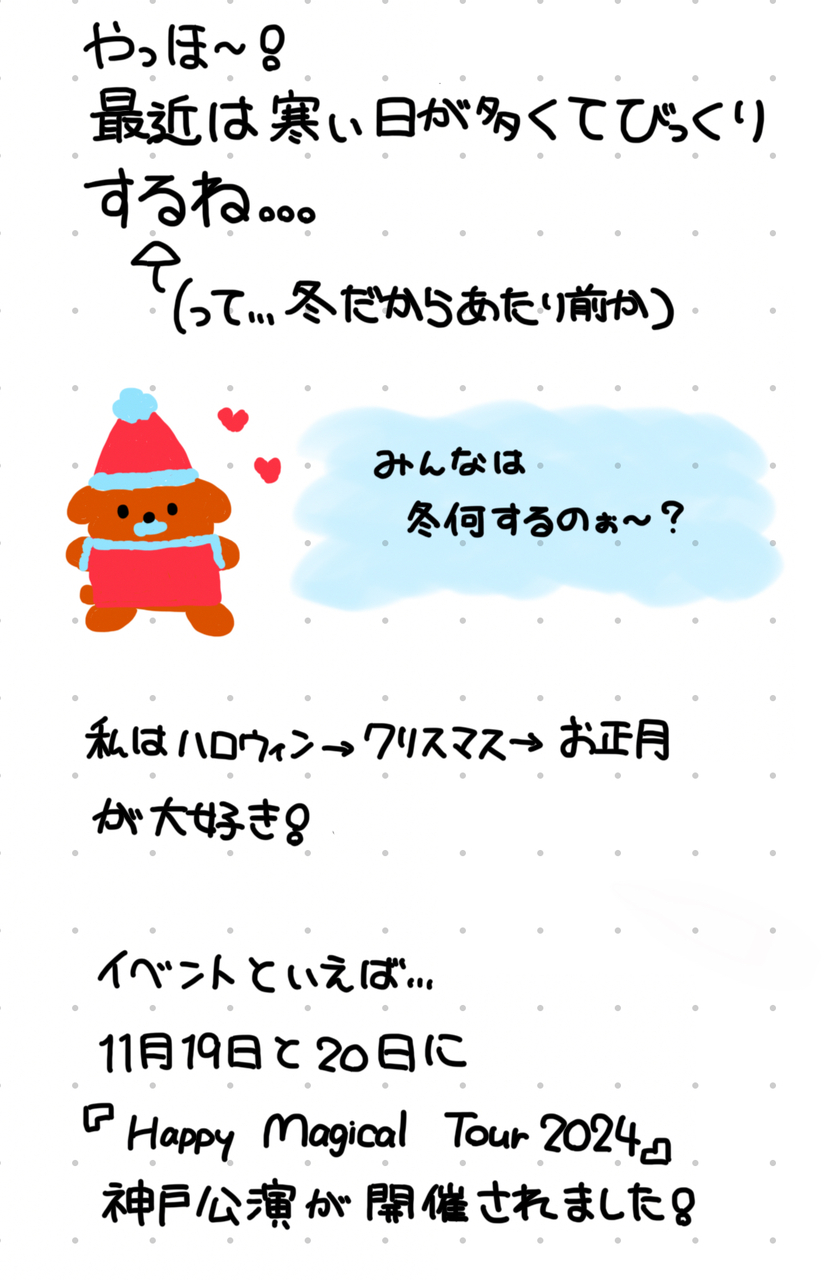 やっほ～！
最近は寒い日が多くてびっくり
するね...
(って...冬だからあたり前か)
みんなは
冬何するのぉ～？
私はハロウィン→クリスマス→お正月
が大好き！
イベントといえば...
11月19日と20日に
『Happy Magical Tour 2024』
神戸公演が開催されました！